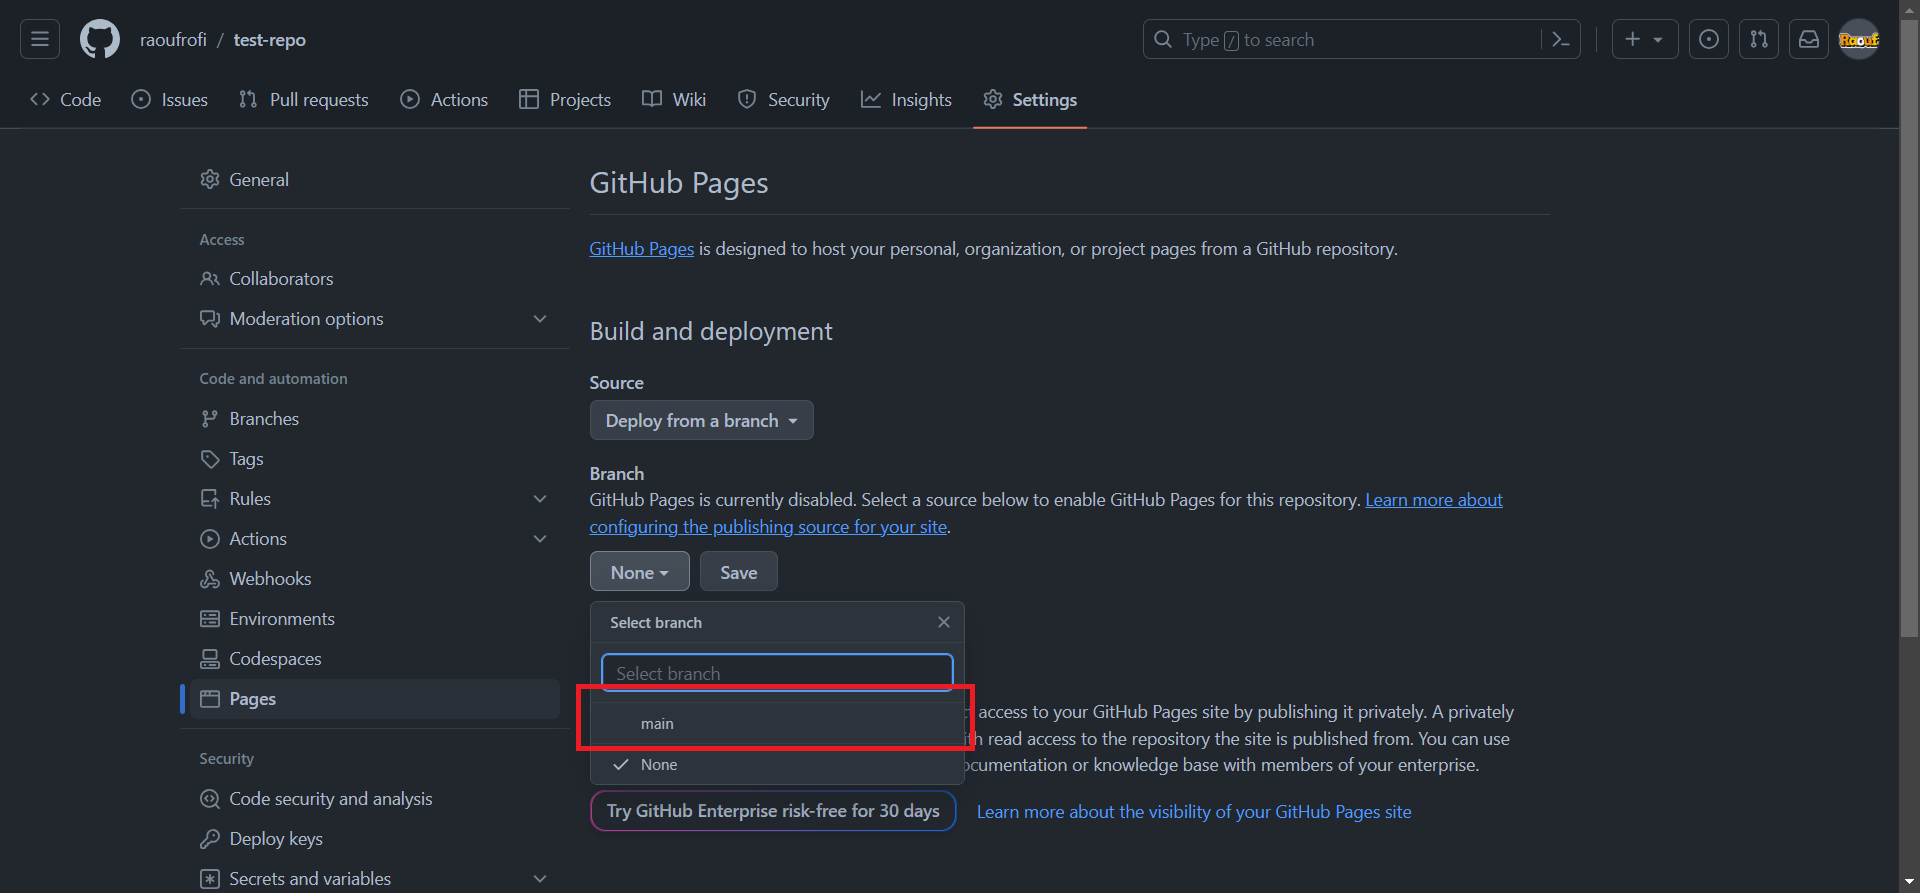 raoufrofi / test-repo
Type / to search
Raouf
Code
Issues
Pull requests
Actions
Projects
Wiki
Security
Insights
Settings
General
Access
Collaborators
Moderation options
Code and automation
Branches
Tags
Rules
Actions
Webhooks
Environments
Codespaces
Pages
Security
Code security and analysis
Deploy keys
Secrets and variables
GitHub Pages
GitHub Pages is designed to host your personal, organization, or project pages from a GitHub repository.
Build and deployment
Source
Deploy from a branch
Branch
GitHub Pages is currently disabled. Select a source below to enable GitHub Pages for this repository. Learn more about
configuring the publishing source for your site.
None
Save
Select branch
Select branch
main
None
access to your GitHub Pages site by publishing it privately. A privately
read access to the repository the site is published from. You can use
or knowledge base with members of your enterprise.
Try GitHub Enterprise risk-free for 30 days
Learn more about the visibility of your GitHub Pages site